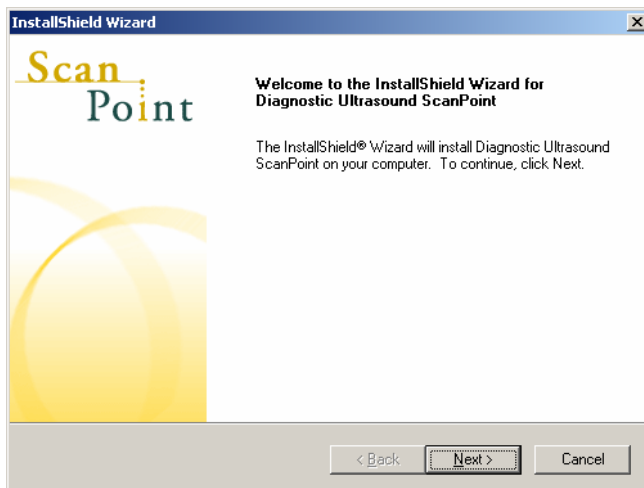 InstallShield Wizard
Scan
Point
Welcome to the InstallShield Wizard for
Diagnostic Ultrasound ScanPoint
The InstallShield® Wizard will install Diagnostic Ultrasound
ScanPoint on your computer. To continue, click Next.
< Back
Next >
Cancel